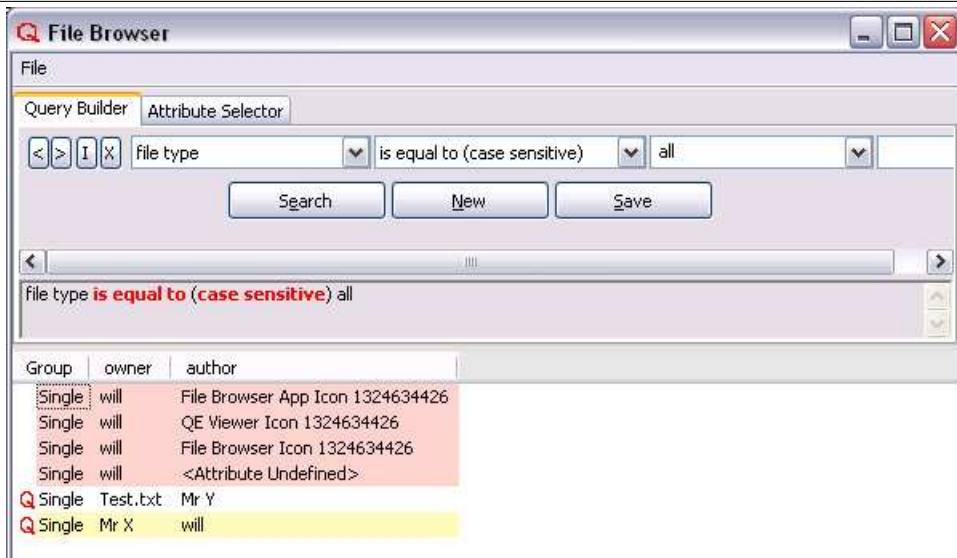 File Browser
File
Query Builder Attribute Selector
< > I X file type is equal to (case sensitive) all
Search New Save
file type is equal to (case sensitive) all
Group owner author
Single will File Browser App Icon 1324634426
Single will QE Viewer Icon 1324634426
Single will File Browser Icon 1324634426
Single will <Attribute Undefined>
Q Single Test.txt Mr Y
Q Single Mr X will